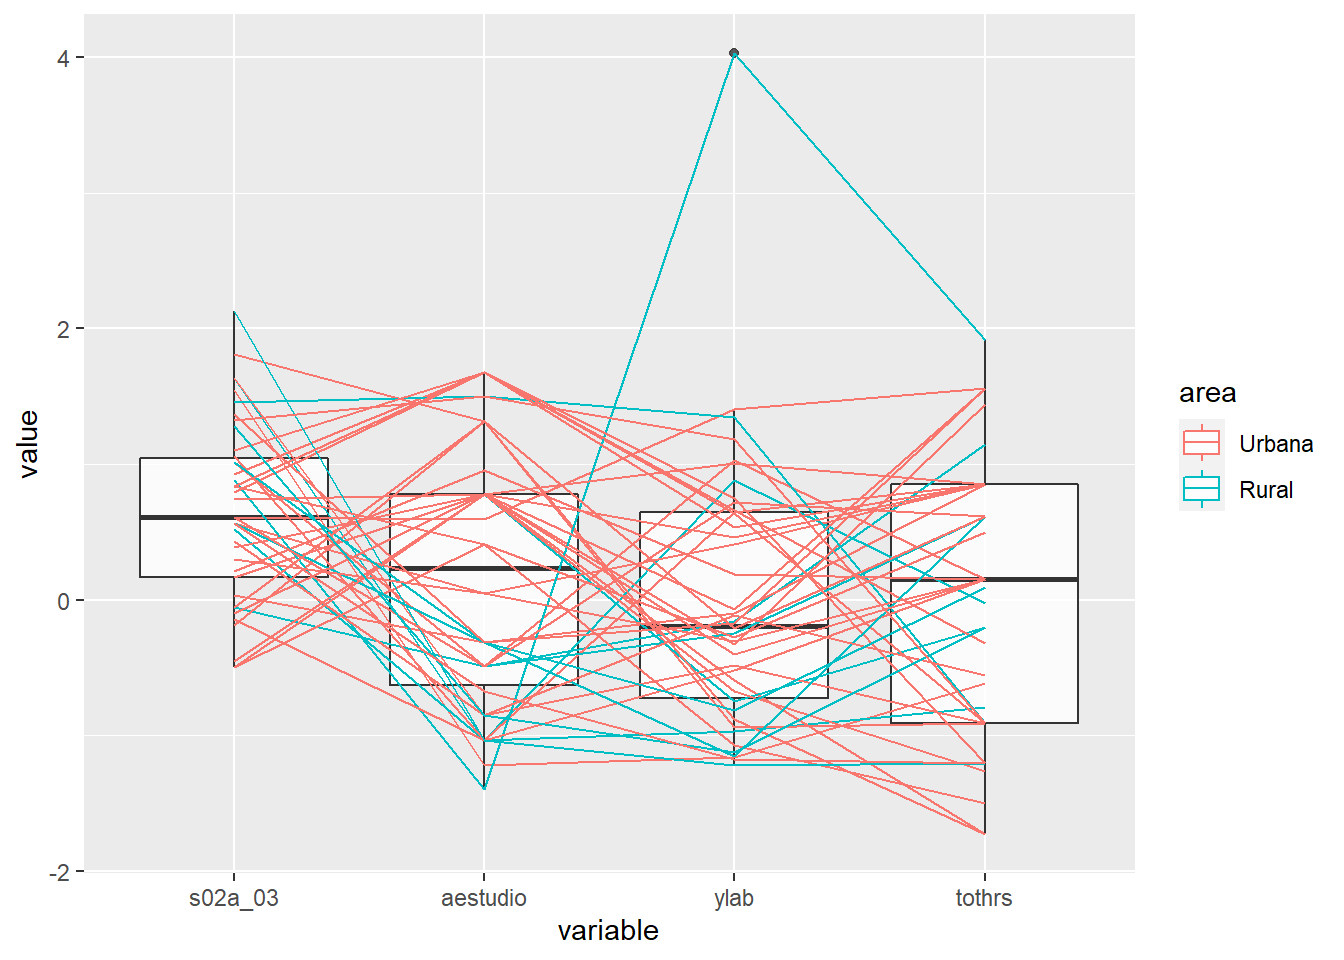 4
2
0
-2
value
s02a_03 aestudio ylab tothrs
variable
area
Urbana
Rural